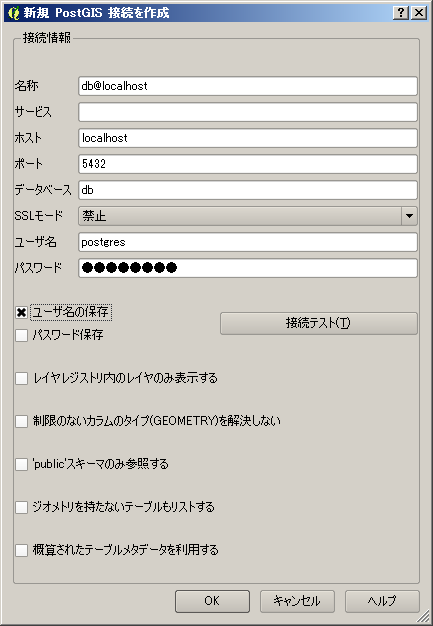 新規 PostGIS 接続を作成
接続情報
名称 db@localhost
サービス
ホスト localhost
ポート 5432
データベース db
SSLモード 禁止
ユーザ名 postgres
パスワード ●●●●●●●●
ユーザ名の保存
パスワード保存
接続テスト(T)
レイヤレジストリ内のレイヤのみ表示する
制限のないカラムのタイプ(GEOMETRY)を解決しない
'public'スキーマのみ参照する
ジオメトリを持たないテーブルもリストする
概算されたテーブルメタデータを利用する
OK キャンセル ヘルプ